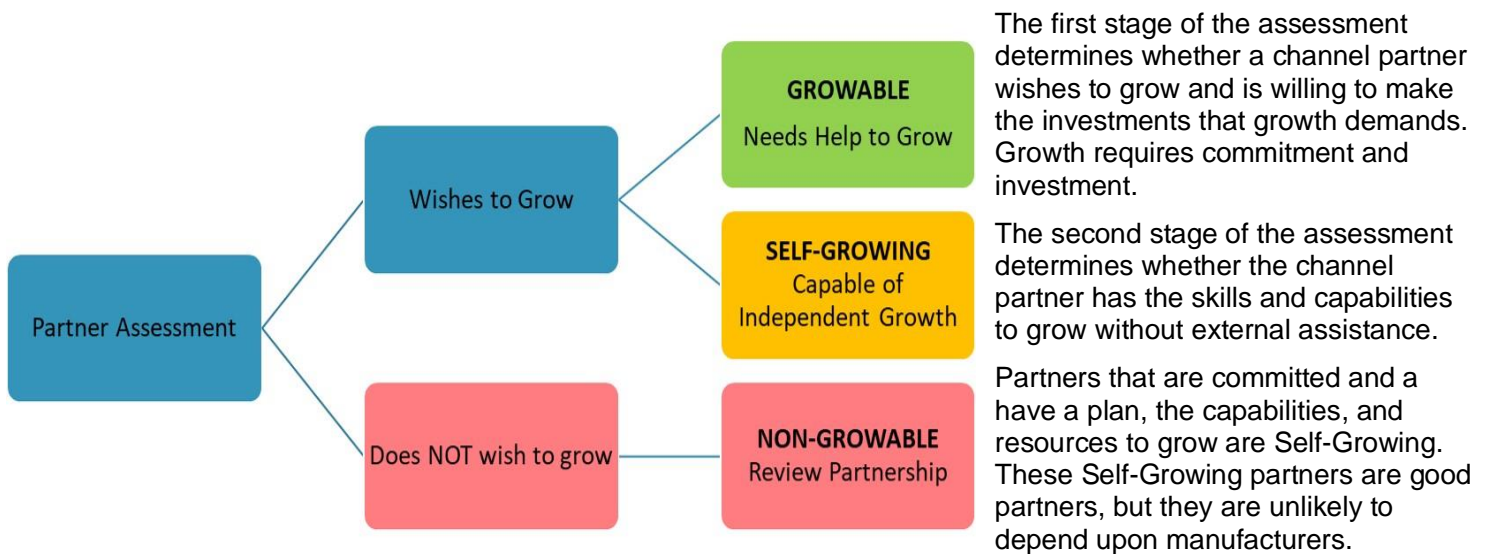 Partner Assessment
Wishes to Grow
Does NOT wish to grow
GROWABLE
Needs Help to Grow
SELF-GROWING
Capable of
Independent Growth
NON-GROWABLE
Review Partnership
The first stage of the assessment
determines whether a channel partner
wishes to grow and is willing to make
the investments that growth demands.
Growth requires commitment and
investment.
The second stage of the assessment
determines whether the channel
partner has the skills and capabilities
to grow without external assistance.
Partners that are committed and a
have a plan, the capabilities, and
resources to grow are Self-Growing.
These Self-Growing partners are good
partners, but they are unlikely to
depend upon manufacturers.